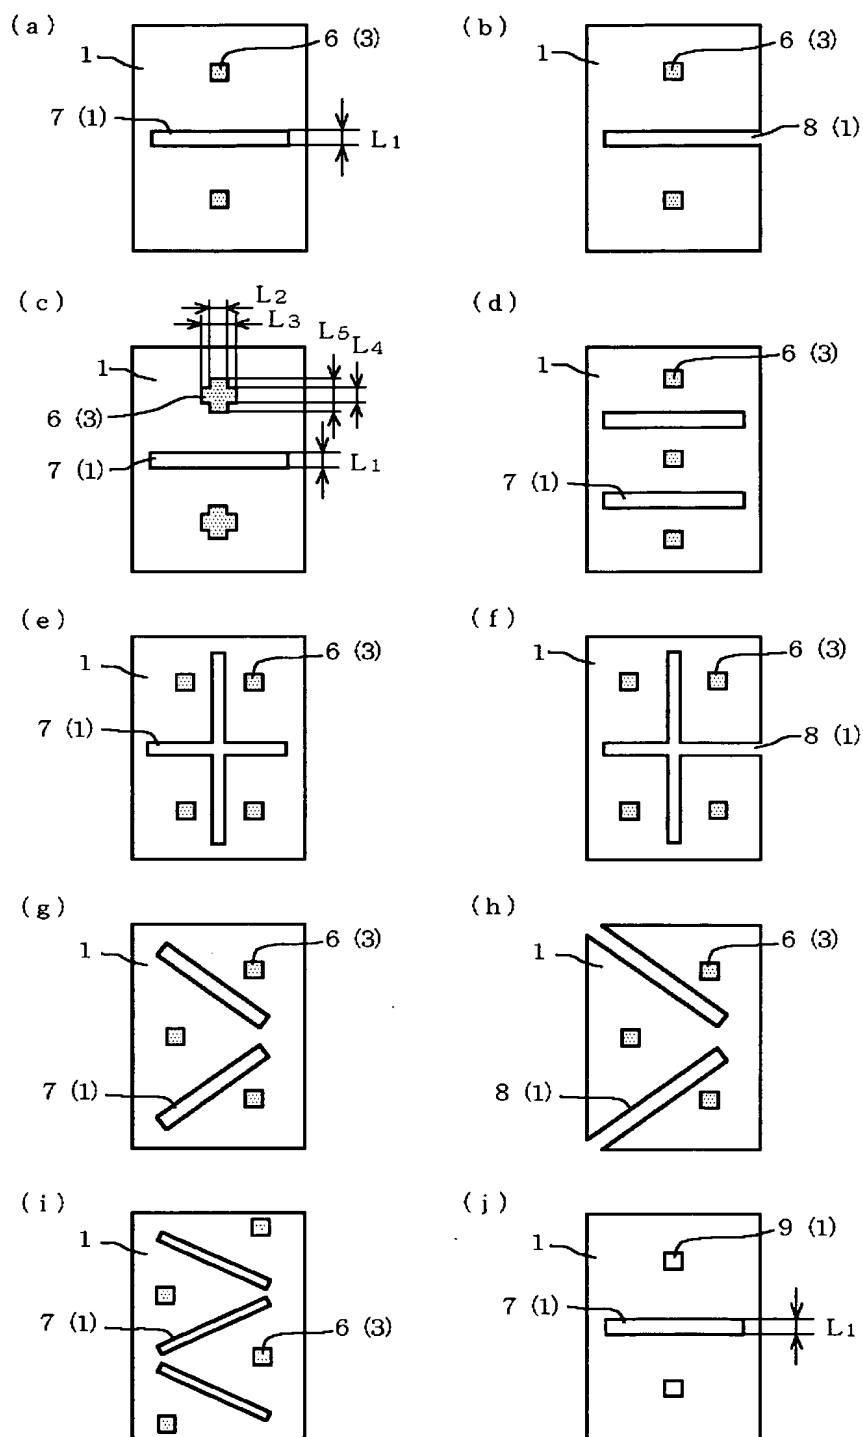 (a)
6 (3)
1
7 (1)
L1
(b)
6 (3)
1
8 (1)
(c)
L2
L3
L5
L4
1
6 (3)
7 (1)
L1
(d)
1
6 (3)
7 (1)
(e)
1
6 (3)
7 (1)
(f)
1
6 (3)
8 (1)
(g)
1
6 (3)
7 (1)
(h)
1
6 (3)
8 (1)
(i)
1
7 (1)
6 (3)
(j)
1
9 (1)
7 (1)
L1